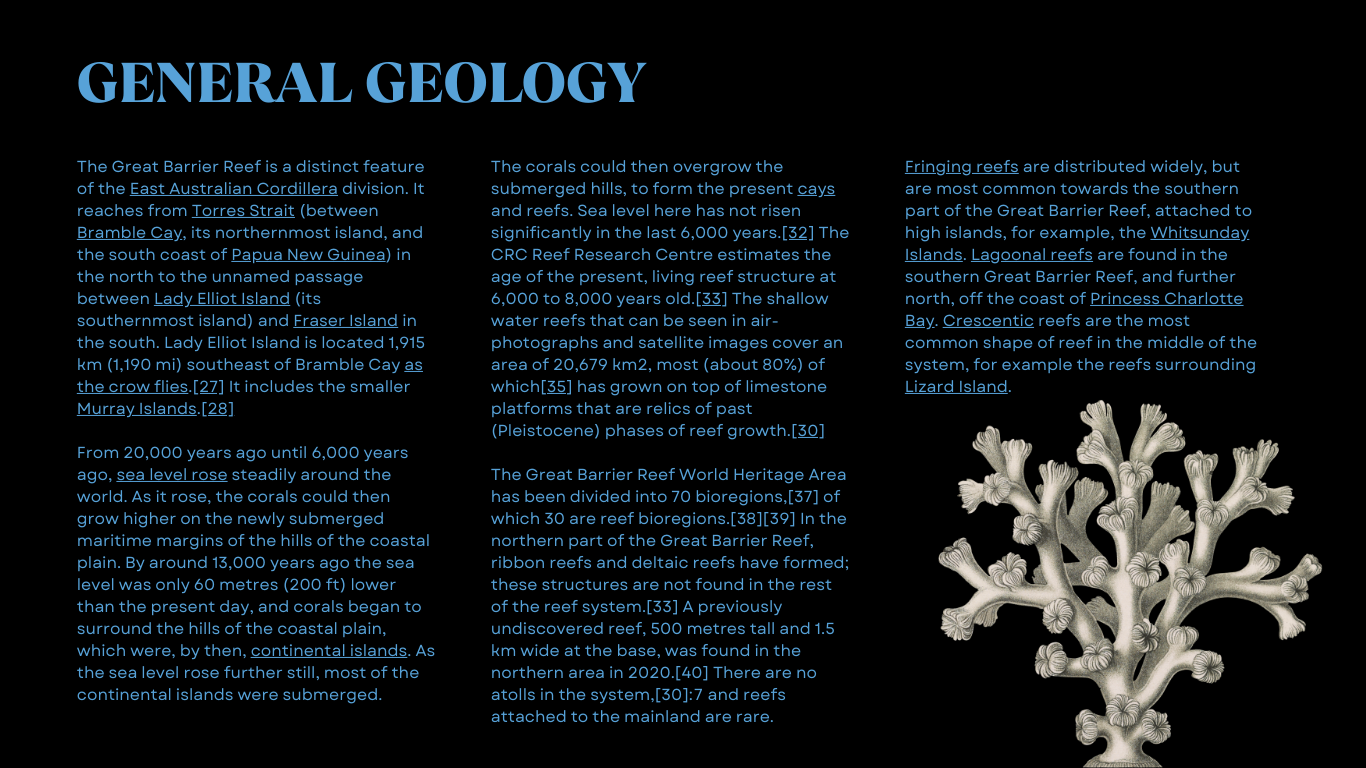 GENERAL GEOLOGY
The Great Barrier Reef is a distinct feature
of the East Australian Cordillera division. It
reaches from Torres Strait (between
Bramble Cay, its northernmost island, and
the south coast of Papua New Guinea) in
the north to the unnamed passage
between Lady Elliot Island (its
southernmost island) and Fraser Island in
the south. Lady Elliot Island is located 1,915
km (1,190 mi) southeast of Bramble Cay as
the crow flies.[27] It includes the smaller
Murray Islands.[28]
From 20,000 years ago until 6,000 years
ago, sea level rose steadily around the
world. As it rose, the corals could then
grow higher on the newly submerged
maritime margins of the hills of the coastal
plain. By around 13,000 years ago the sea
level was only 60 metres (200 ft) lower
than the present day, and corals began to
surround the hills of the coastal plain,
which were, by then, continental islands. As
the sea level rose further still, most of the
continental islands were submerged.
The corals could then overgrow the
submerged hills, to form the present cays
and reefs. Sea level here has not risen
significantly in the last 6,000 years.[32] The
CRC Reef Research Centre estimates the
age of the present, living reef structure at
6,000 to 8,000 years old.[33] The shallow
water reefs that can be seen in air-
photographs and satellite images cover an
area of 20,679 km2, most (about 80%) of
which[35] has grown on top of limestone
platforms that are relics of past
(Pleistocene) phases of reef growth.[30]
The Great Barrier Reef World Heritage Area
has been divided into 70 bioregions,[37] of
which 30 are reef bioregions.[38][39] In the
northern part of the Great Barrier Reef,
ribbon reefs and deltaic reefs have formed;
these structures are not found in the rest
of the reef system.[33] A previously
undiscovered reef, 500 metres tall and 1.5
km wide at the base, was found in the
northern area in 2020.[40] There are no
atolls in the system,[30]:7 and reefs
attached to the mainland are rare.
Fringing reefs are distributed widely, but
are most common towards the southern
part of the Great Barrier Reef, attached to
high islands, for example, the Whitsunday
Islands. Lagoonal reefs are found in the
southern Great Barrier Reef, and further
north, off the coast of Princess Charlotte
Bay. Crescentic reefs are the most
common shape of reef in the middle of the
system, for example the reefs surrounding
Lizard Island.